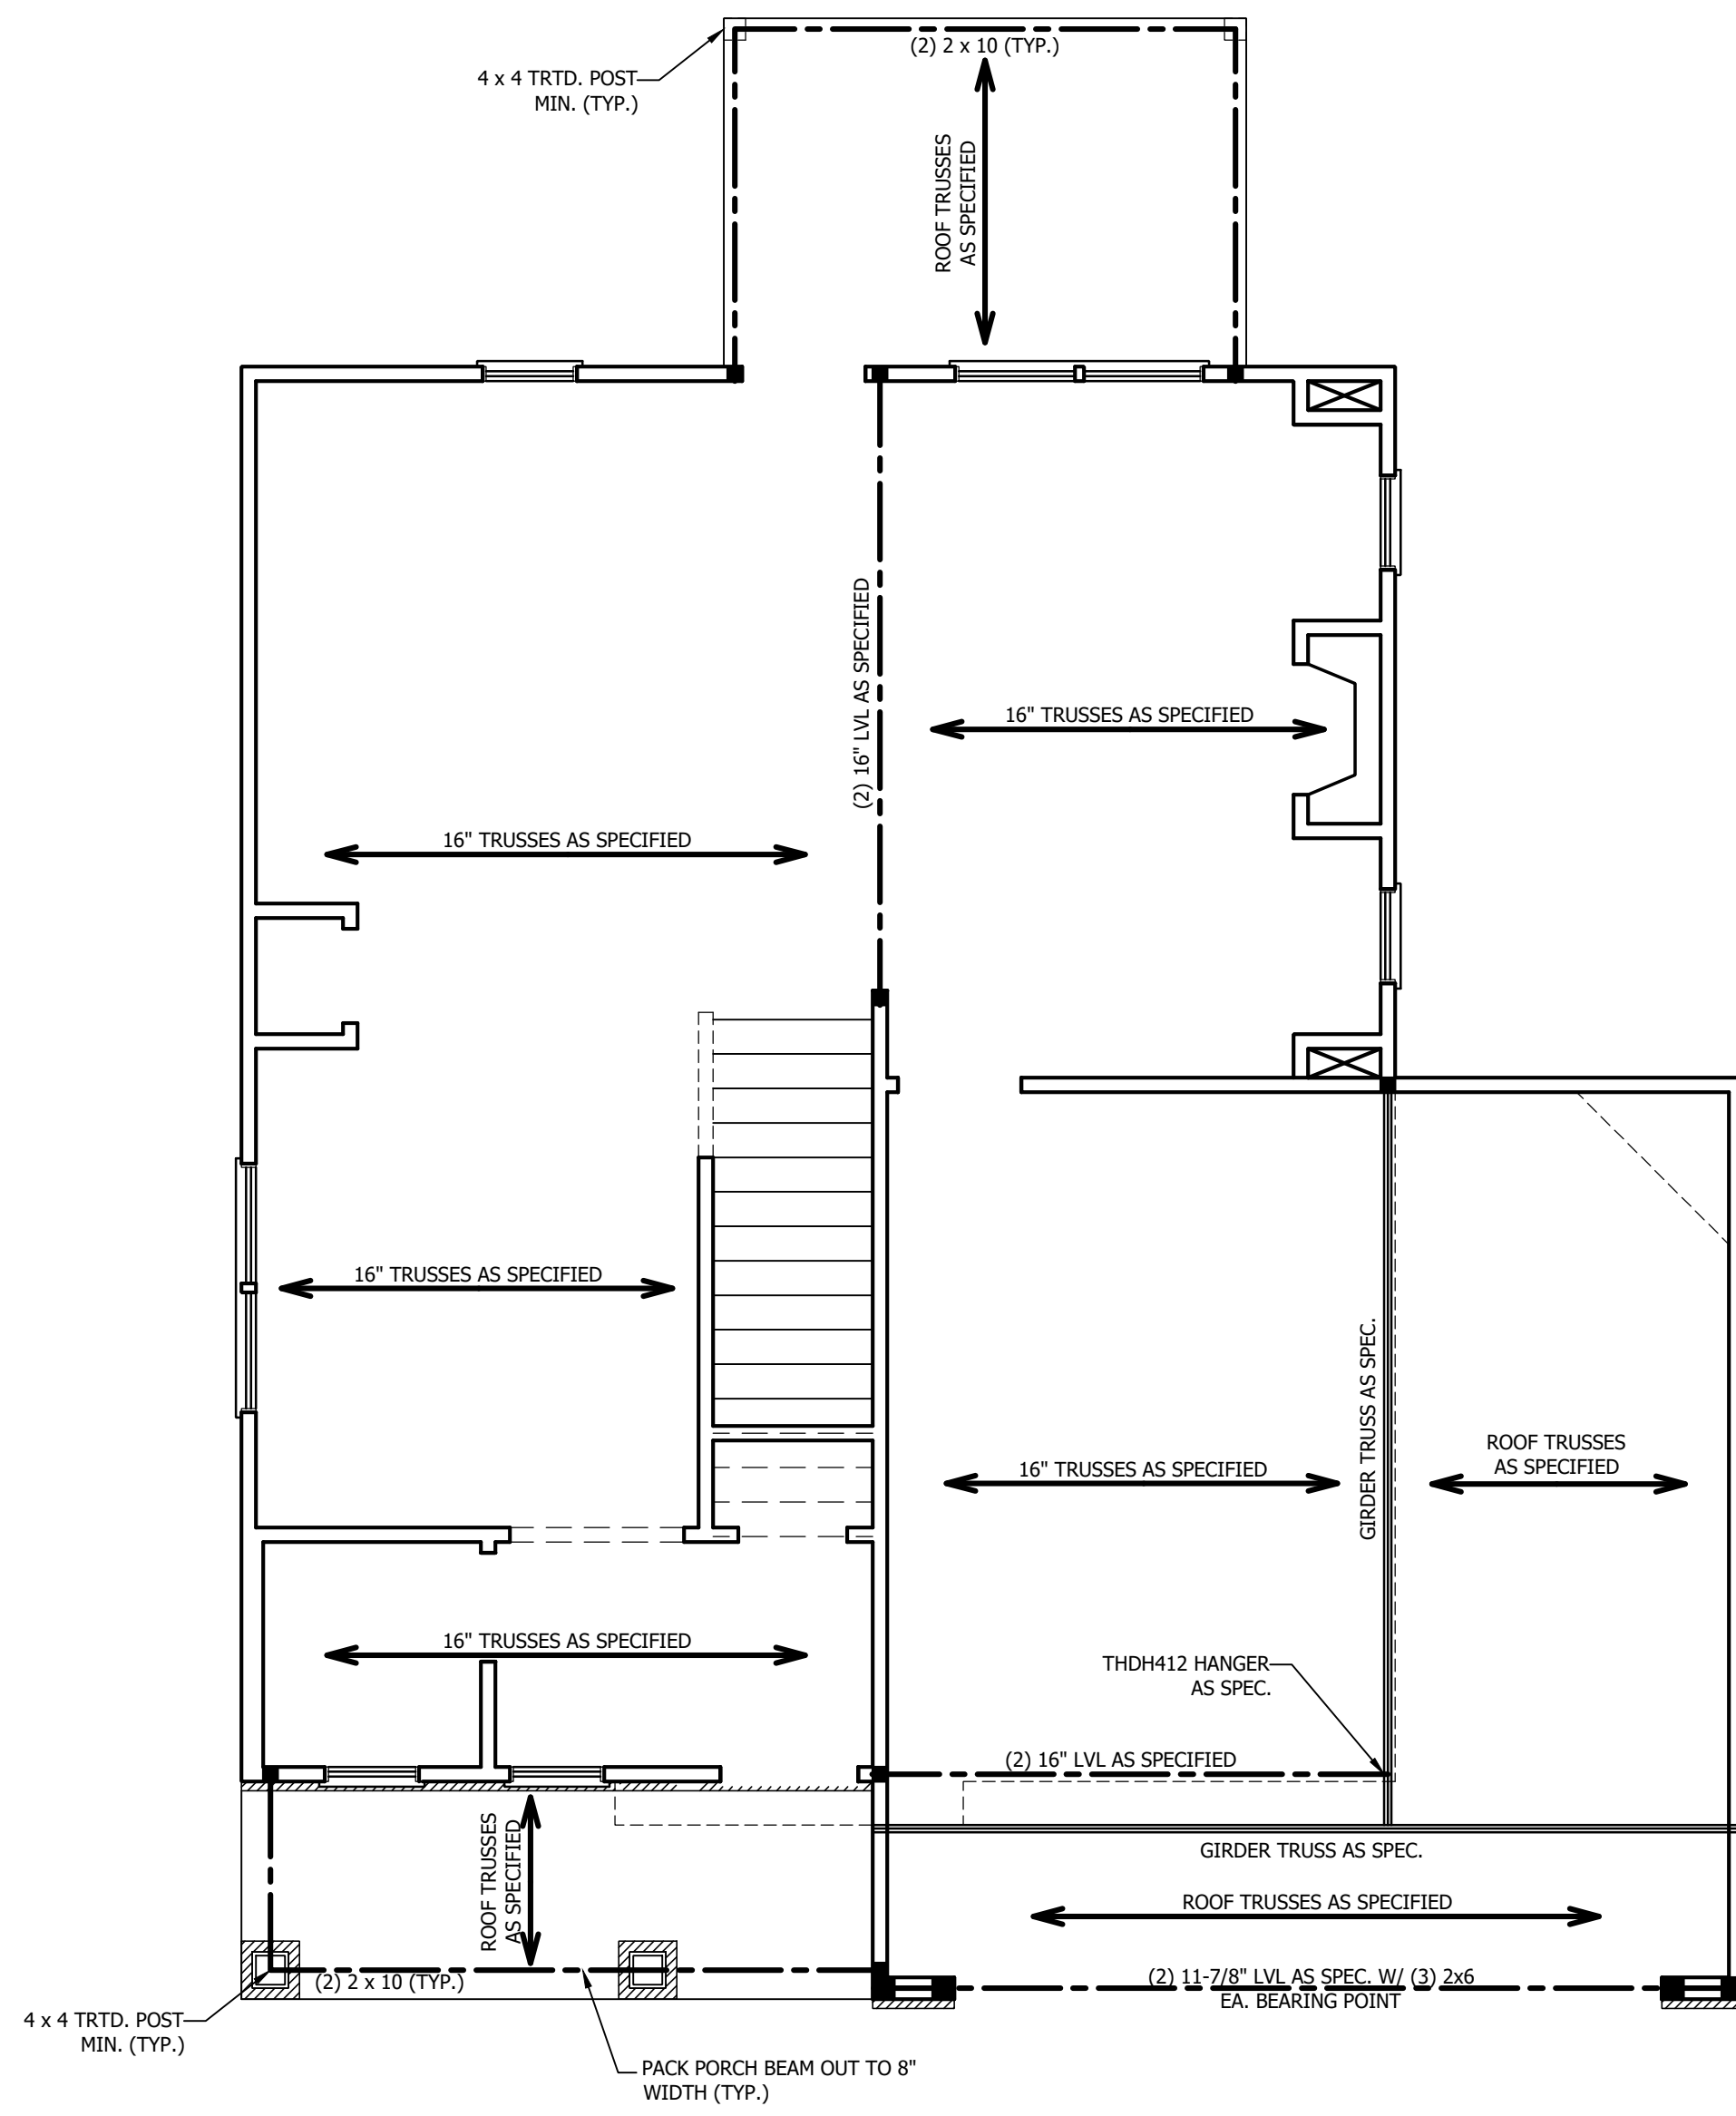 (2) 2 x 10 (TYP.)
4 x 4 TRTD. POST
MIN. (TYP.)
ROOF TRUSSES
AS SPECIFIED
(2) 16" LVL AS SPECIFIED
16" TRUSSES AS SPECIFIED
16" TRUSSES AS SPECIFIED
16" TRUSSES AS SPECIFIED
GIRDER TRUSS AS SPEC.
ROOF TRUSSES
AS SPECIFIED
16" TRUSSES AS SPECIFIED
16" TRUSSES AS SPECIFIED
THDH412 HANGER
AS SPEC.
(2) 16" LVL AS SPECIFIED
ROOF TRUSSES
AS SPECIFIED
GIRDER TRUSS AS SPEC.
ROOF TRUSSES AS SPECIFIED
(2) 2 x 10 (TYP.)
(2) 11-7/8" LVL AS SPEC. W/ (3) 2x6
EA. BEARING POINT
4 x 4 TRTD. POST
MIN. (TYP.)
PACK PORCH BEAM OUT TO 8"
WIDTH (TYP.)